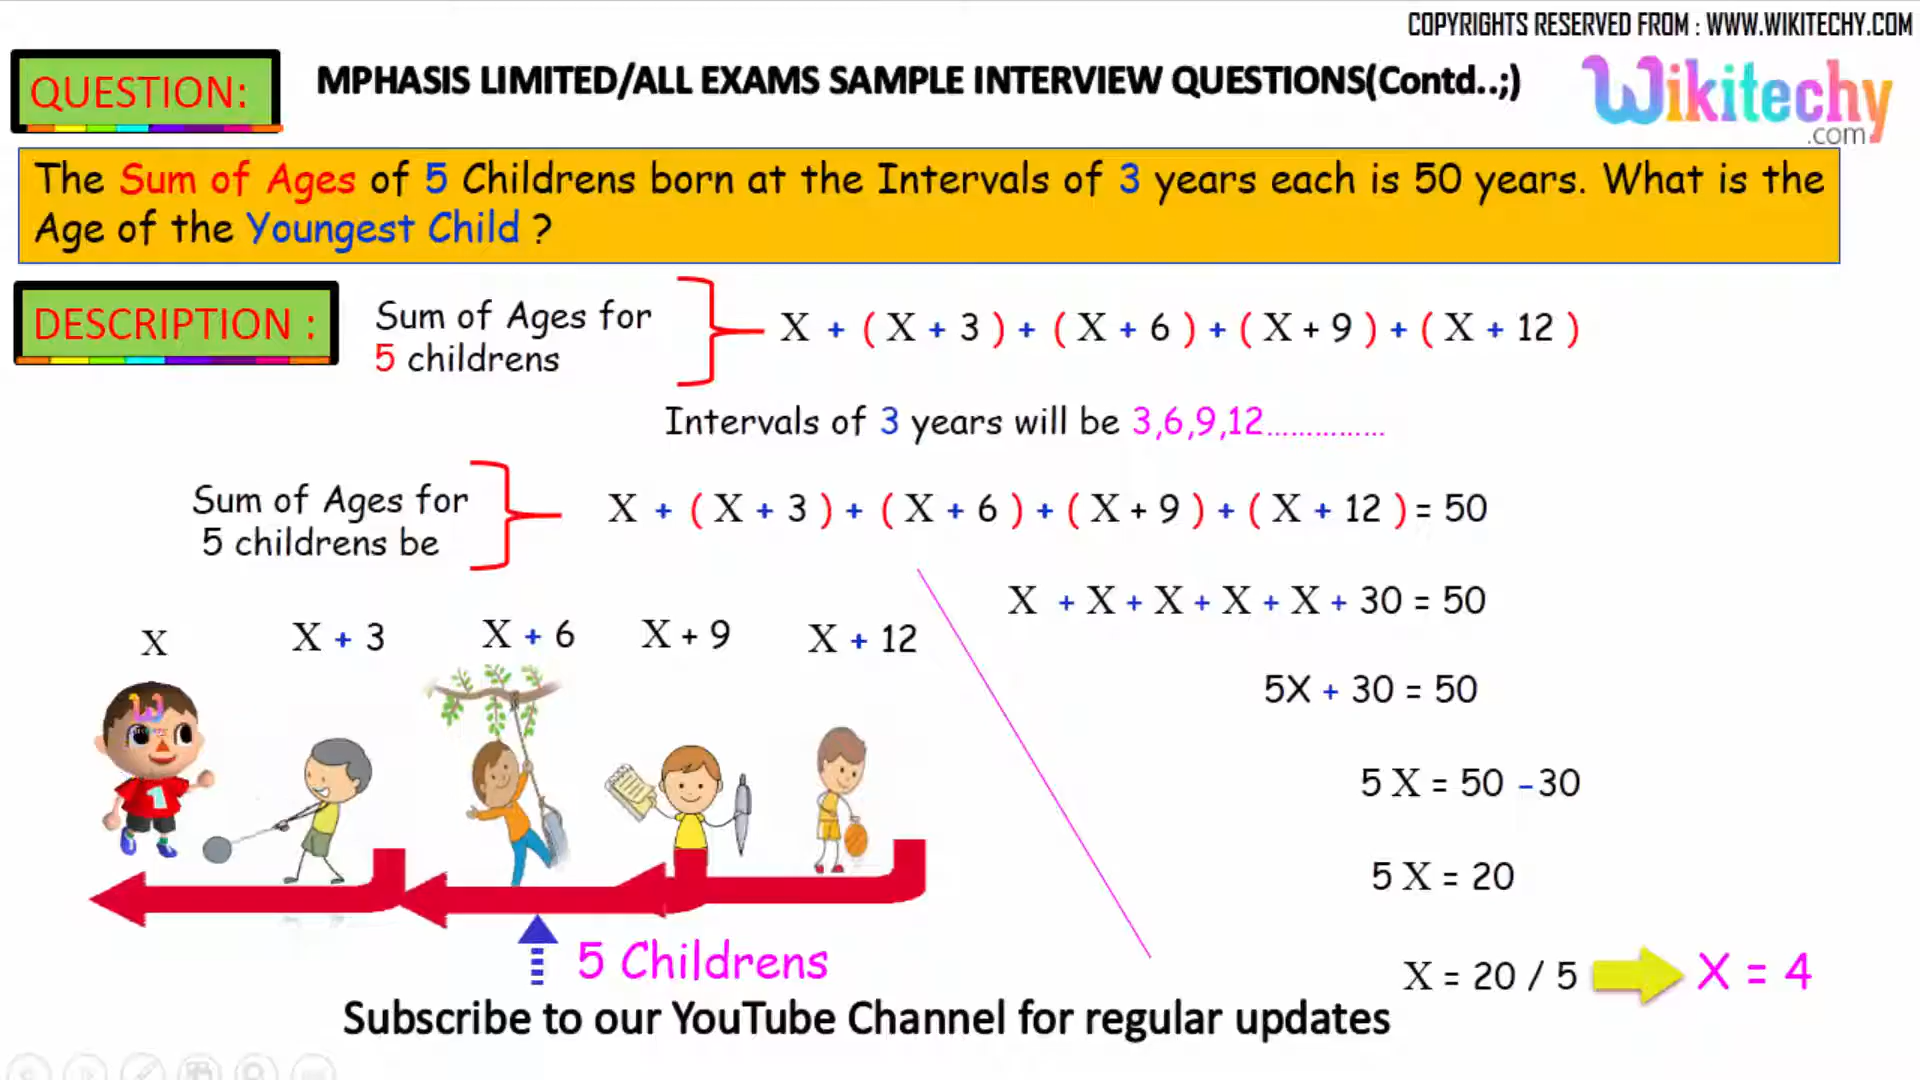 COPYRIGHTS RESERVED FROM : WWW.WIKITECHY.COM
QUESTION:
MPHASIS LIMITED/ALL EXAMS SAMPLE INTERVIEW QUESTIONS(Contd..;)
Wikitechy
.com
The Sum of Ages of 5 Childrens born at the Intervals of 3 years each is 50 years. What is the
Age of the Youngest Child ?
DESCRIPTION :
Sum of Ages for
5 childrens
X + ( X + 3 ) + ( X + 6 ) + ( X + 9 ) + ( X + 12 )
Intervals of 3 years will be 3,6,9,12...............
Sum of Ages for
5 childrens be
X + ( X + 3 ) + ( X + 6 ) + ( X + 9 ) + ( X + 12 ) = 50
X + X + X + X + X + 30 = 50
X
X + 3
X + 6
X + 9
X + 12
5X + 30 = 50
5 X = 50 -30
5 X = 20
1
5 Childrens
X = 20 / 5
X = 4
Subscribe to our YouTube Channel for regular updates